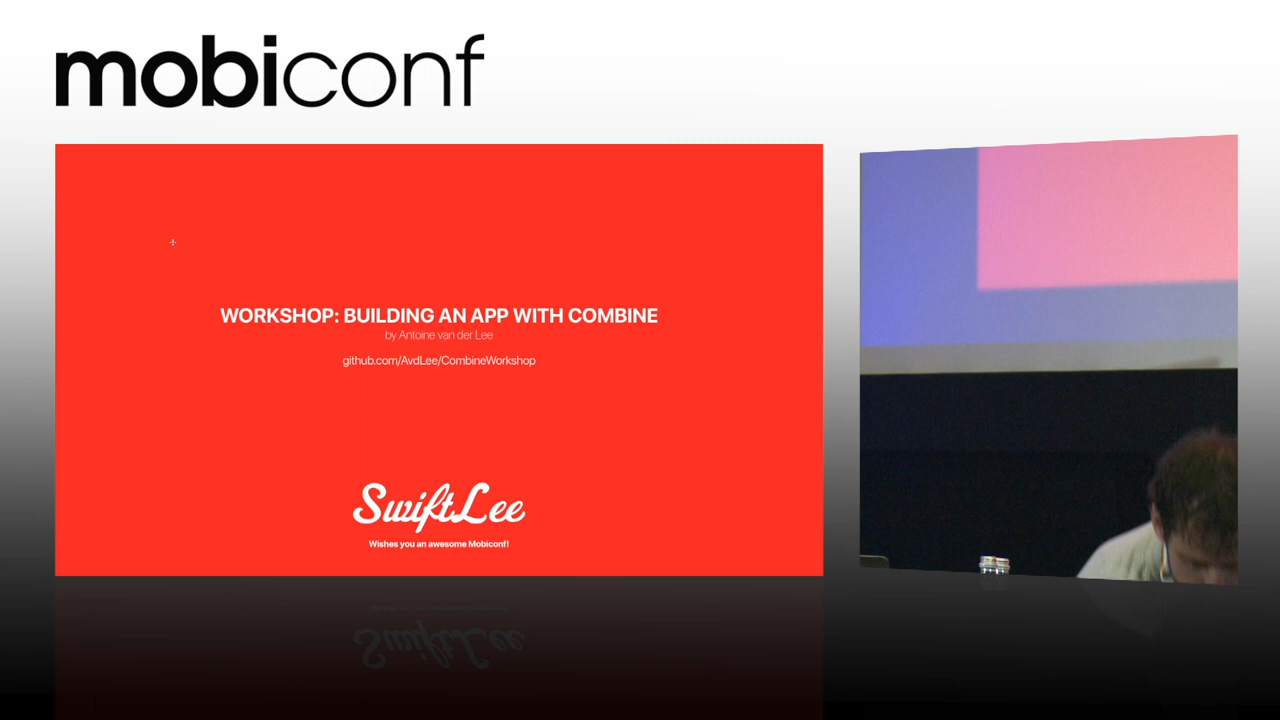 mobiconf
WORKSHOP: BUILDING AN APP WITH COMBINE
by Antoine van der Lee
github.com/AvdLee/CombineWorkshop
SwiftLee
Wishes you an awesome Mobiconf!